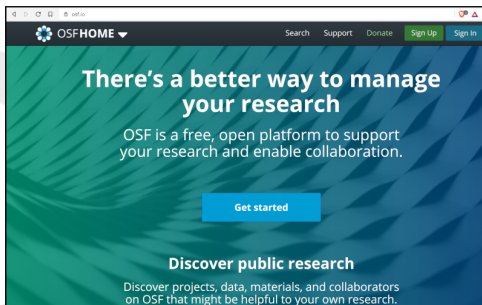 osf.io
OSFHOME Search Support Donate Sign Up Sign In
There's a better way to manage
your research
OSF is a free, open platform to support
your research and enable collaboration.
Get started
Discover public research
Discover projects, data, materials, and collaborators
on OSF that might be helpful to your own research.